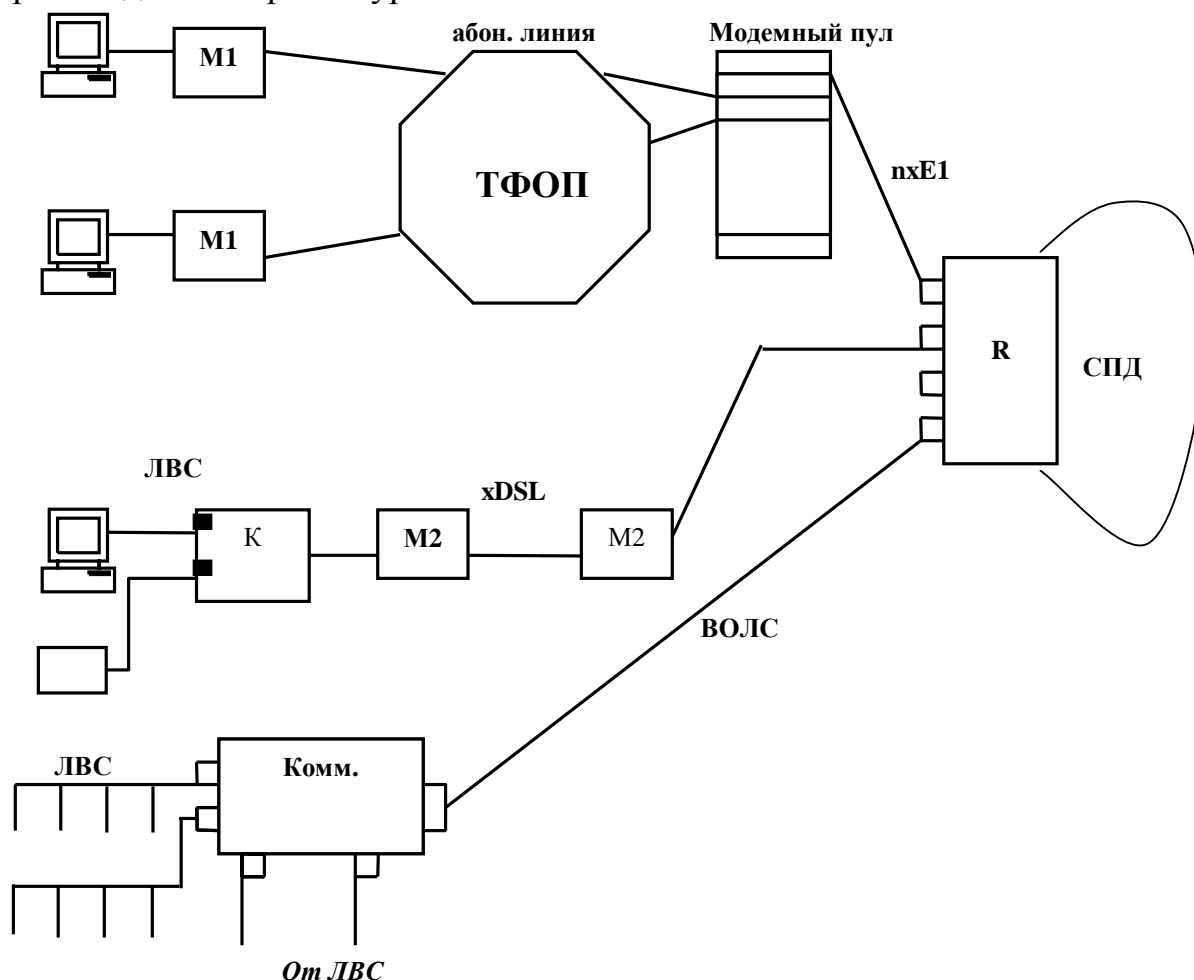 абон. линия
Модемный пул
М1
ТФОП
nxE1
М1
R
СПД
ЛВС
xDSL
К
М2
М2
ВОЛС
ЛВС
Комм.
От ЛВС